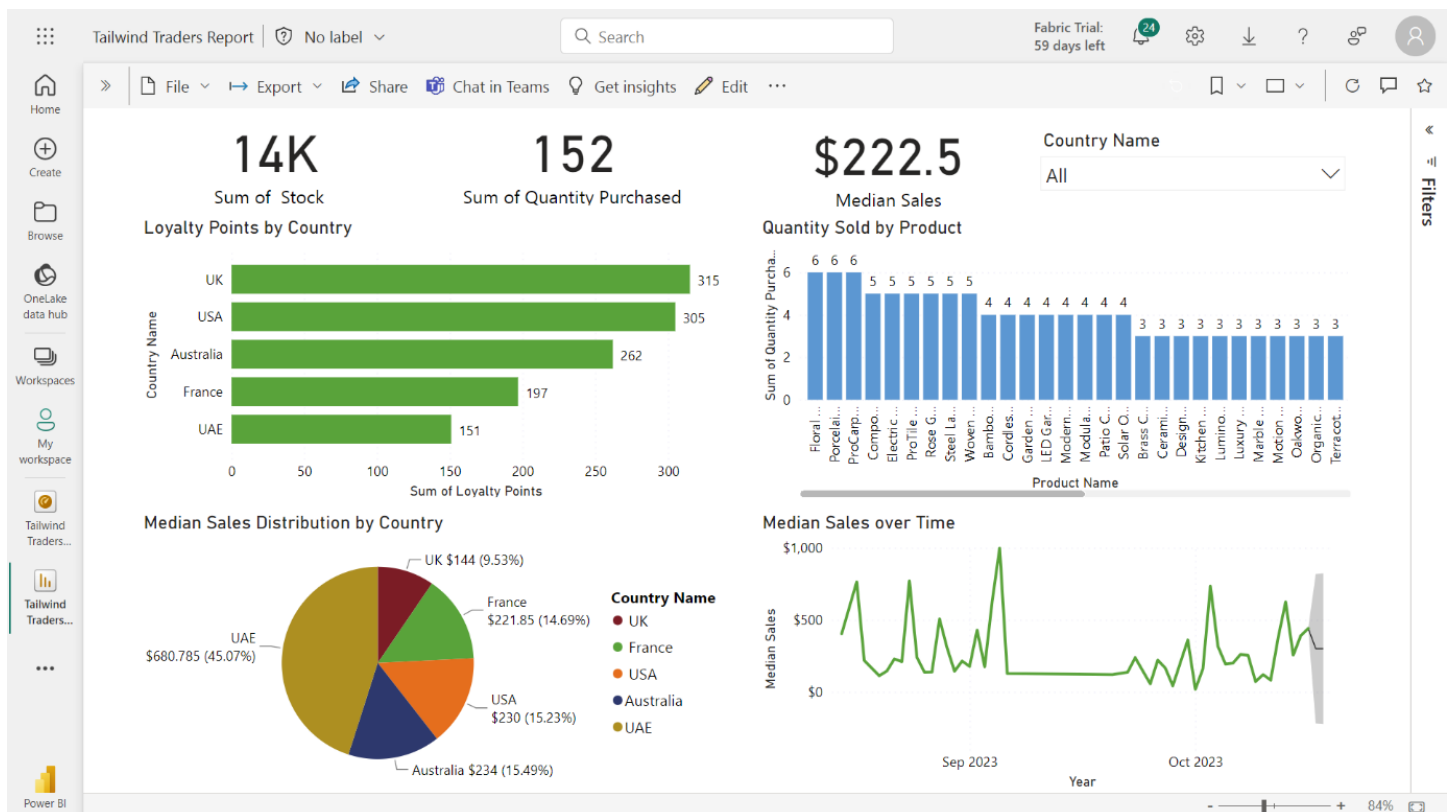 Tailwind Traders Report
No label
Search
Fabric Trial:
59 days left
24
Home
Create
Browse
OneLake
data hub
Workspaces
My
workspace
Tailwind
Traders...
Tailwind
Traders...
Power BI
File
Export
Share
Chat in Teams
Get insights
Edit
14K
Sum of Stock
152
Sum of Quantity Purchased
$222.5
Median Sales
Country Name
All
Filters
Loyalty Points by Country
Country Name
UK 315
USA 305
Australia 262
France 197
UAE 151
0 50 100 150 200 250 300
Sum of Loyalty Points
Quantity Sold by Product
Sum of Quantity Purcha...
6
4
2
0
6 6 6 5 5 5 5 5 5 4 4 4 4 4 4 4 4 3 3 3 3 3 3 3 3 3 3 3
Floral ...
Porcelai...
ProCarp...
Compo...
Electric ...
ProTile ...
Rose G...
Steel La...
Woven ...
Bambo...
Cordles...
Garden ...
LED Gar...
Modern...
Modula...
Patio C...
Solar O...
Brass C...
Cerami...
Design...
Kitchen ...
Lumino...
Luxury ...
Marble ...
Motion ...
Oakwo...
Organic...
Terracot...
Product Name
Median Sales Distribution by Country
UK $144 (9.53%)
France
$221.85 (14.69%)
USA
$230 (15.23%)
Australia $234 (15.49%)
UAE
$680.785 (45.07%)
Country Name
UK
France
USA
Australia
UAE
Median Sales over Time
Median Sales
$1,000
$500
$0
Sep 2023 Oct 2023
Year
84%